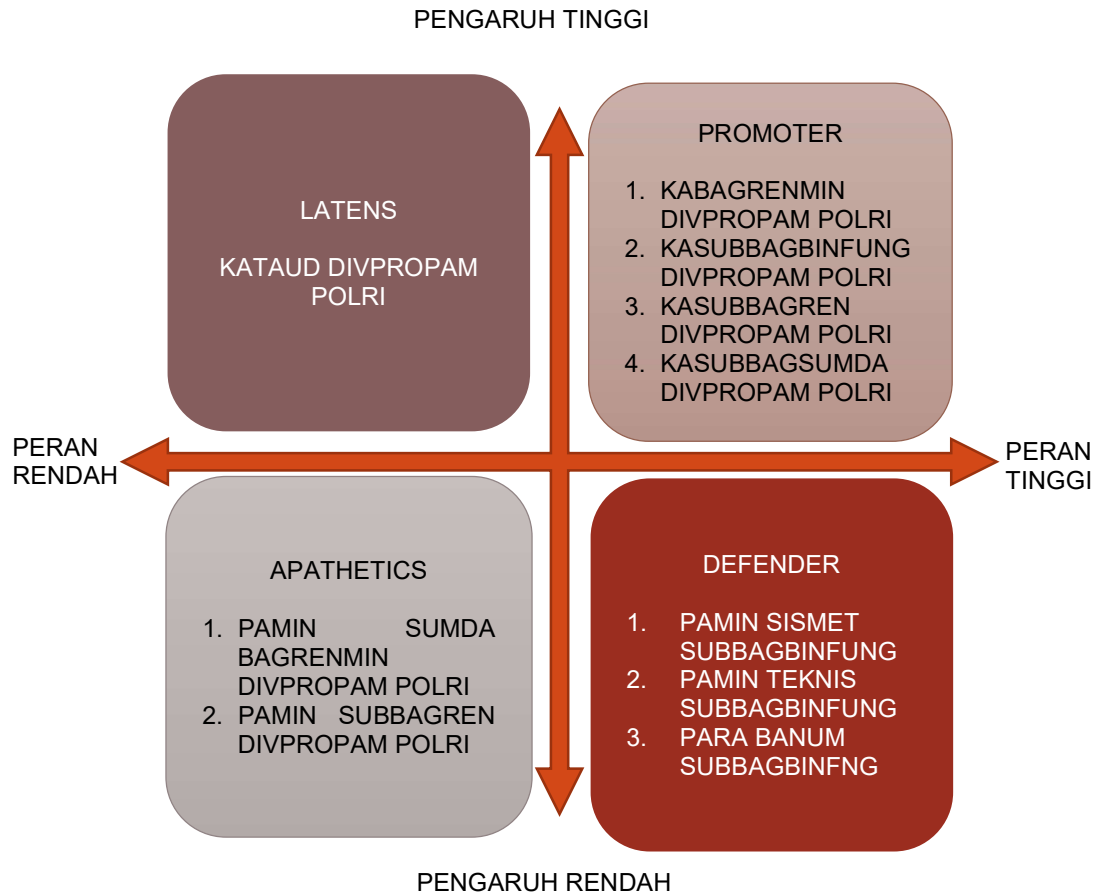 PENGARUH TINGGI
LATENS
KATAUD DIVPROPAM
POLRI
PROMOTER
1. KABAGRENMIN
DIVPROPAM POLRI
2. KASUBBAGBINFUNG
DIVPROPAM POLRI
3. KASUBBAGREN
DIVPROPAM POLRI
4. KASUBBAGSUMDA
DIVPROPAM POLRI
PERAN
RENDAH
PERAN
TINGGI
APATHETICS
1. PAMIN SUMDA
BAGRENMIN
DIVPROPAM POLRI
2. PAMIN SUBBAGREN
DIVPROPAM POLRI
DEFENDER
1. PAMIN SISMET
SUBBAGBINFUNG
2. PAMIN TEKNIS
SUBBAGBINFUNG
3. PARA BANUM
SUBBAGBINFNG
PENGARUH RENDAH